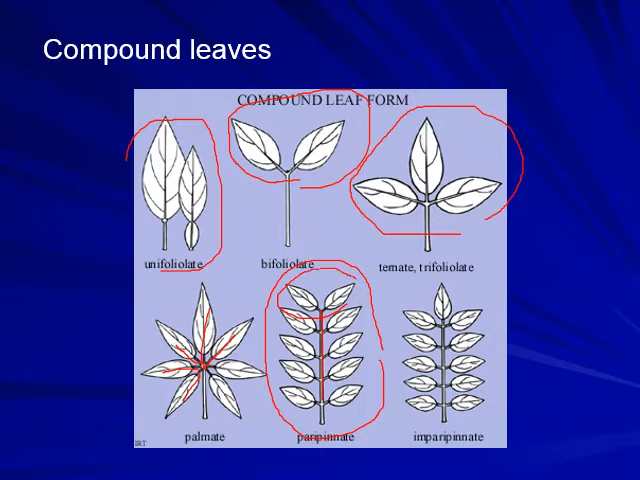 Compound leaves
COMPOUND LEAF FORM
unifoliolate bifoliolate ternate, trifoliolate
palmate paripinnate imparipinnate
IRT